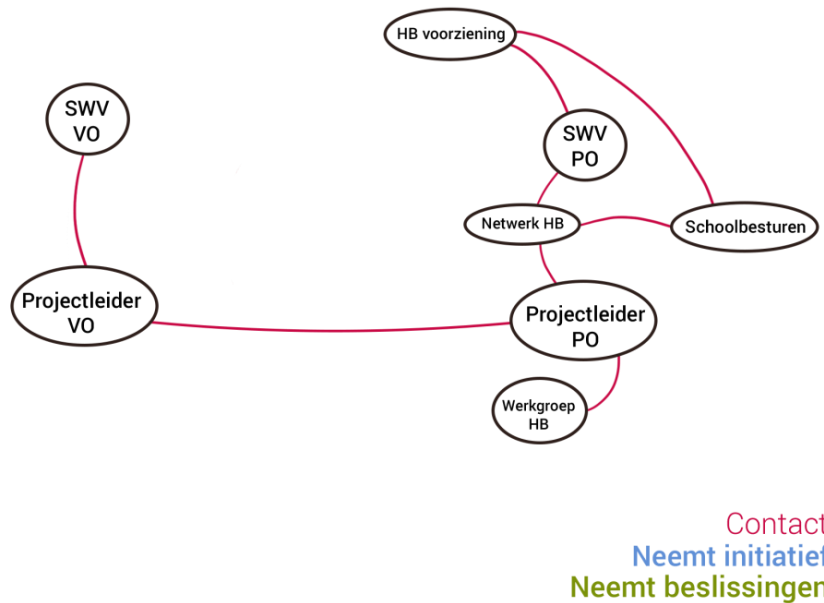 HB voorziening
SWV
VO
SWV
PO
Netwerk HB
Schoolbesturen
Projectleider
VO
Projectleider
PO
Werkgroep
HB
Contact
Neemt initiatief
Neemt beslissingen